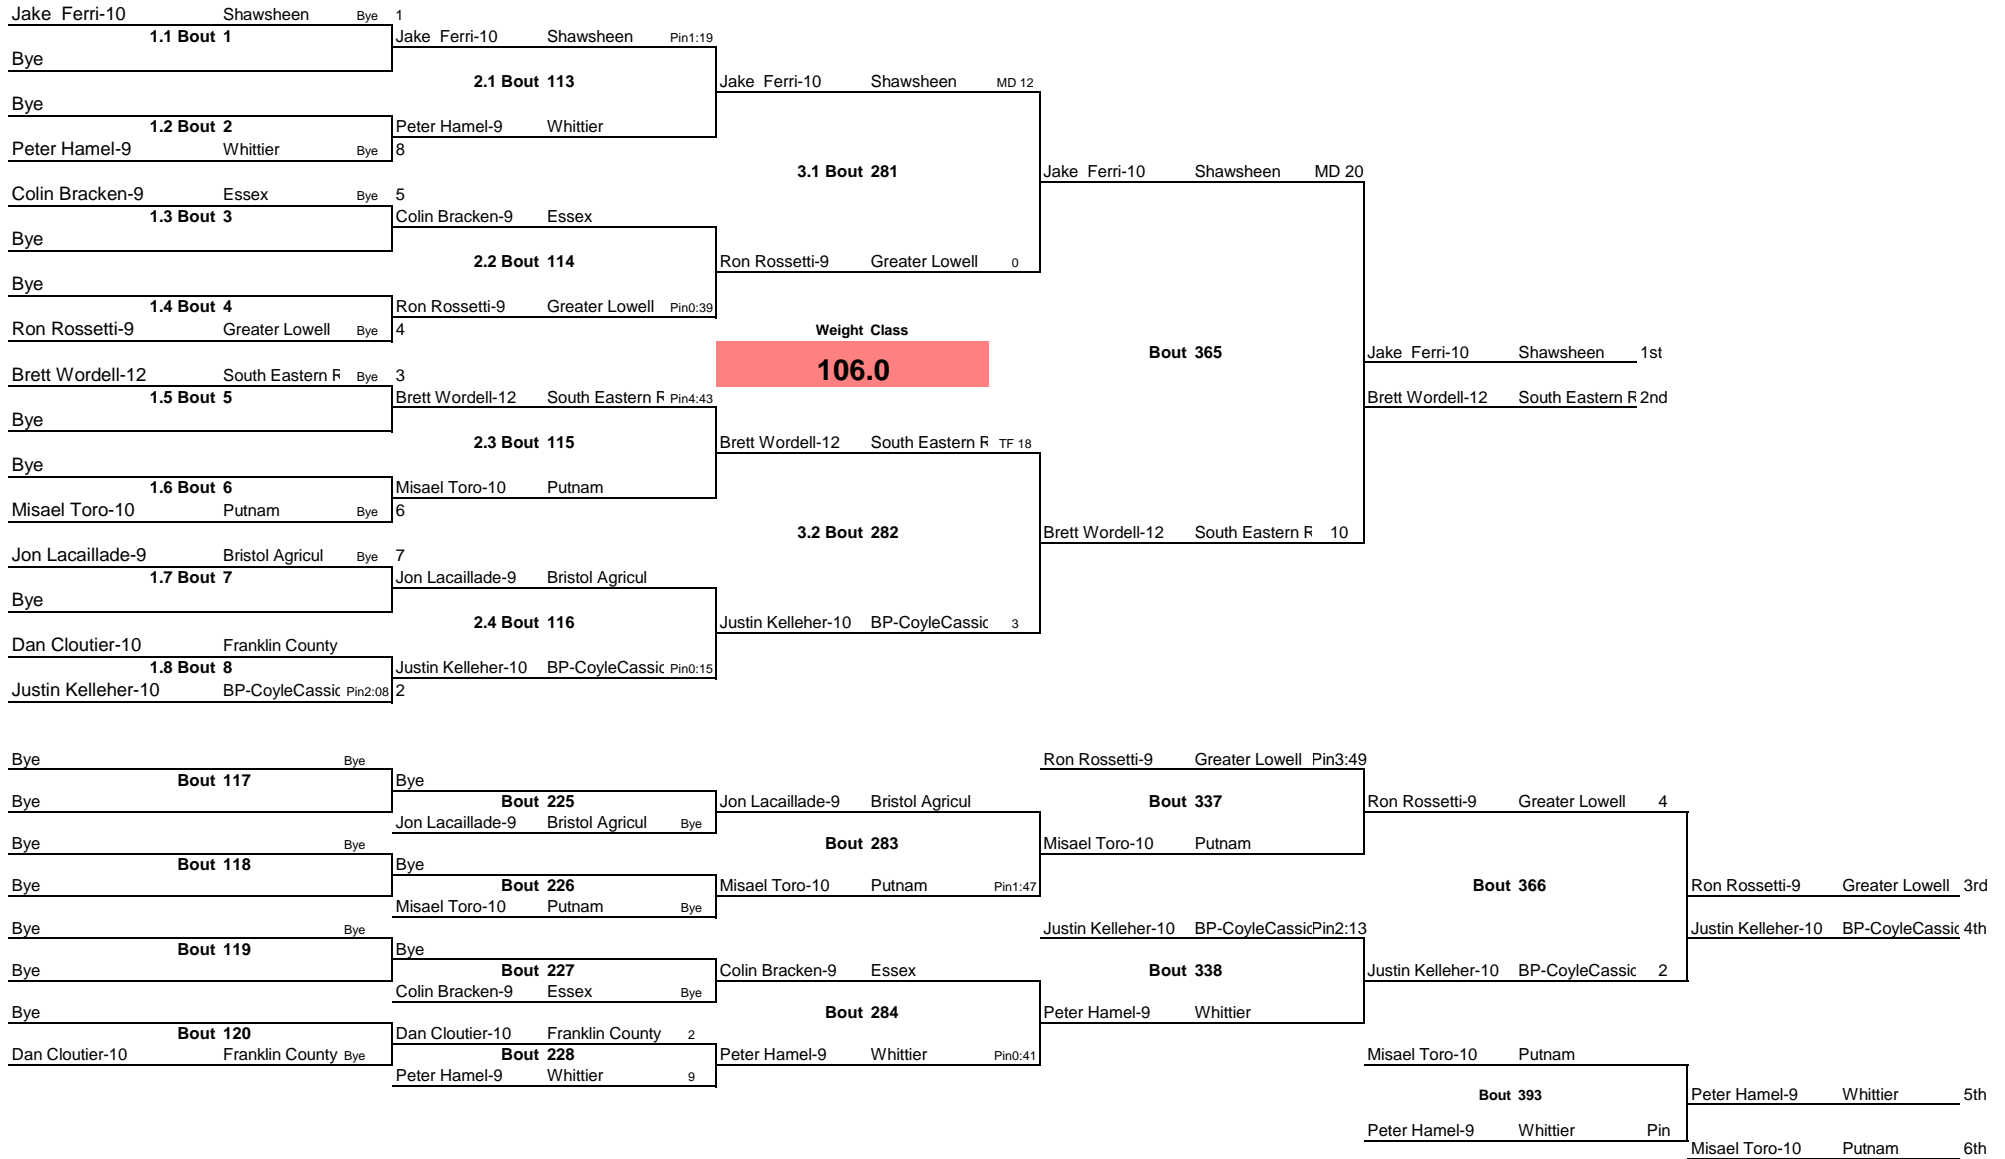 Jake Ferri-10 Shawsheen Bye 1
1.1 Bout 1 Jake Ferri-10 Shawsheen Pin1:19
Bye
2.1 Bout 113 Jake Ferri-10 Shawsheen MD 12
Bye
1.2 Bout 2 Peter Hamel-9 Whittier
Peter Hamel-9 Whittier Bye 8
3.1 Bout 281 Jake Ferri-10 Shawsheen MD 20
Colin Bracken-9 Essex Bye 5
1.3 Bout 3 Colin Bracken-9 Essex
Bye
2.2 Bout 114 Ron Rossetti-9 Greater Lowell 0
Bye
1.4 Bout 4 Ron Rossetti-9 Greater Lowell Pin0:39
Ron Rossetti-9 Greater Lowell Bye 4 Weight Class
Bout 365 Jake Ferri-10 Shawsheen 1st
Brett Wordell-12 South Eastern R Bye 3 106.0
1.5 Bout 5 Brett Wordell-12 South Eastern R Pin4:43 Brett Wordell-12 South Eastern R 2nd
Bye
2.3 Bout 115 Brett Wordell-12 South Eastern R TF 18
Bye
1.6 Bout 6 Misael Toro-10 Putnam
Misael Toro-10 Putnam Bye 6
3.2 Bout 282 Brett Wordell-12 South Eastern R 10
Jon Lacaillade-9 Bristol Agricul Bye 7
1.7 Bout 7 Jon Lacaillade-9 Bristol Agricul
Bye
2.4 Bout 116 Justin Kelleher-10 BP-CoyleCassic 3
Dan Cloutier-10 Franklin County
1.8 Bout 8 Justin Kelleher-10 BP-CoyleCassic Pin0:15
Justin Kelleher-10 BP-CoyleCassic Pin2:08 2
Bye Bye Ron Rossetti-9 Greater Lowell Pin3:49
Bout 117 Bye
Bye Bout 225 Jon Lacaillade-9 Bristol Agricul Bout 337 Ron Rossetti-9 Greater Lowell 4
Jon Lacaillade-9 Bristol Agricul Bye
Bye Bye Bout 283 Misael Toro-10 Putnam
Bout 118 Bye
Bye Bout 226 Misael Toro-10 Putnam Pin1:47 Bout 366 Ron Rossetti-9 Greater Lowell 3rd
Misael Toro-10 Putnam Bye
Bye Bye Justin Kelleher-10 BP-CoyleCassic Pin2:13 Justin Kelleher-10 BP-CoyleCassic 4th
Bout 119 Bye
Bye Bout 227 Colin Bracken-9 Essex Bout 338 Justin Kelleher-10 BP-CoyleCassic 2
Colin Bracken-9 Essex Bye
Bye Bout 284 Peter Hamel-9 Whittier
Bout 120 Dan Cloutier-10 Franklin County 2
Dan Cloutier-10 Franklin County Bye Bout 228 Peter Hamel-9 Whittier Pin0:41 Misael Toro-10 Putnam
Peter Hamel-9 Whittier 9
Bout 393 Peter Hamel-9 Whittier 5th
Peter Hamel-9 Whittier Pin
Misael Toro-10 Putnam 6th